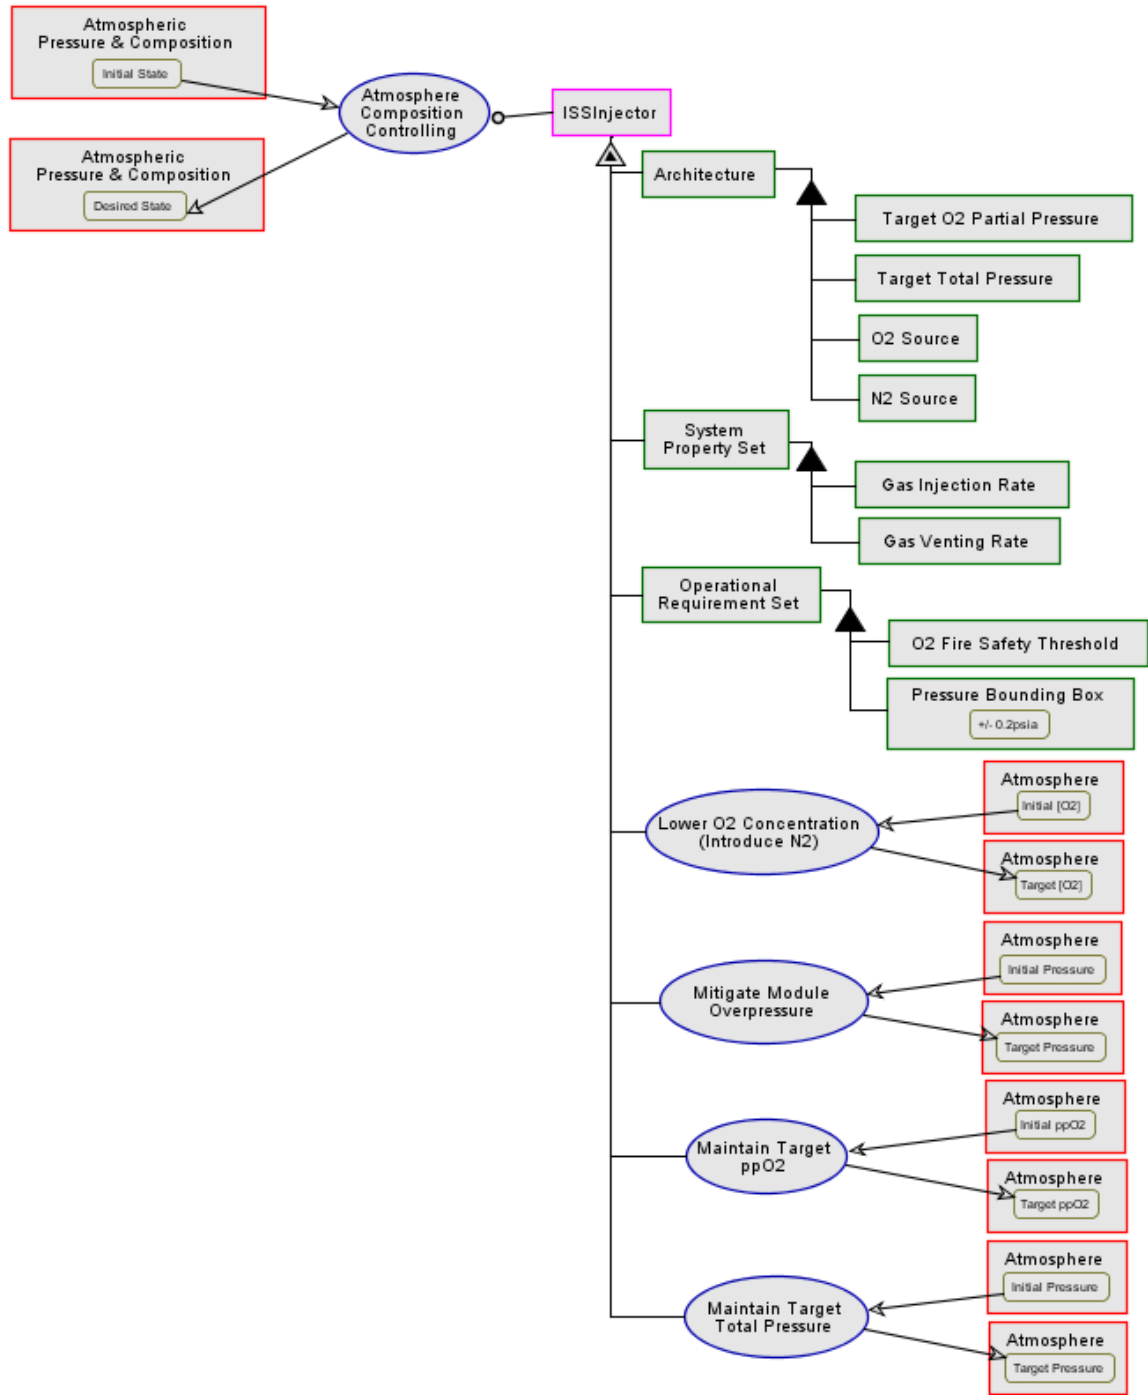 Atmospheric
Pressure & Composition
Initial State
Atmosphere
Composition
Controlling
ISSInjector
Atmospheric
Pressure & Composition
Desired State
Architecture
Target O2 Partial Pressure
Target Total Pressure
O2 Source
N2 Source
System
Property Set
Gas Injection Rate
Gas Venting Rate
Operational
Requirement Set
O2 Fire Safety Threshold
Pressure Bounding Box
+/- 0.2psia
Lower O2 Concentration
(Introduce N2)
Atmosphere
Initial [O2]
Atmosphere
Target [O2]
Mitigate Module
Overpressure
Atmosphere
Initial Pressure
Atmosphere
Target Pressure
Maintain Target
ppO2
Atmosphere
Initial ppO2
Atmosphere
Target ppO2
Maintain Target
Total Pressure
Atmosphere
Initial Pressure
Atmosphere
Target Pressure